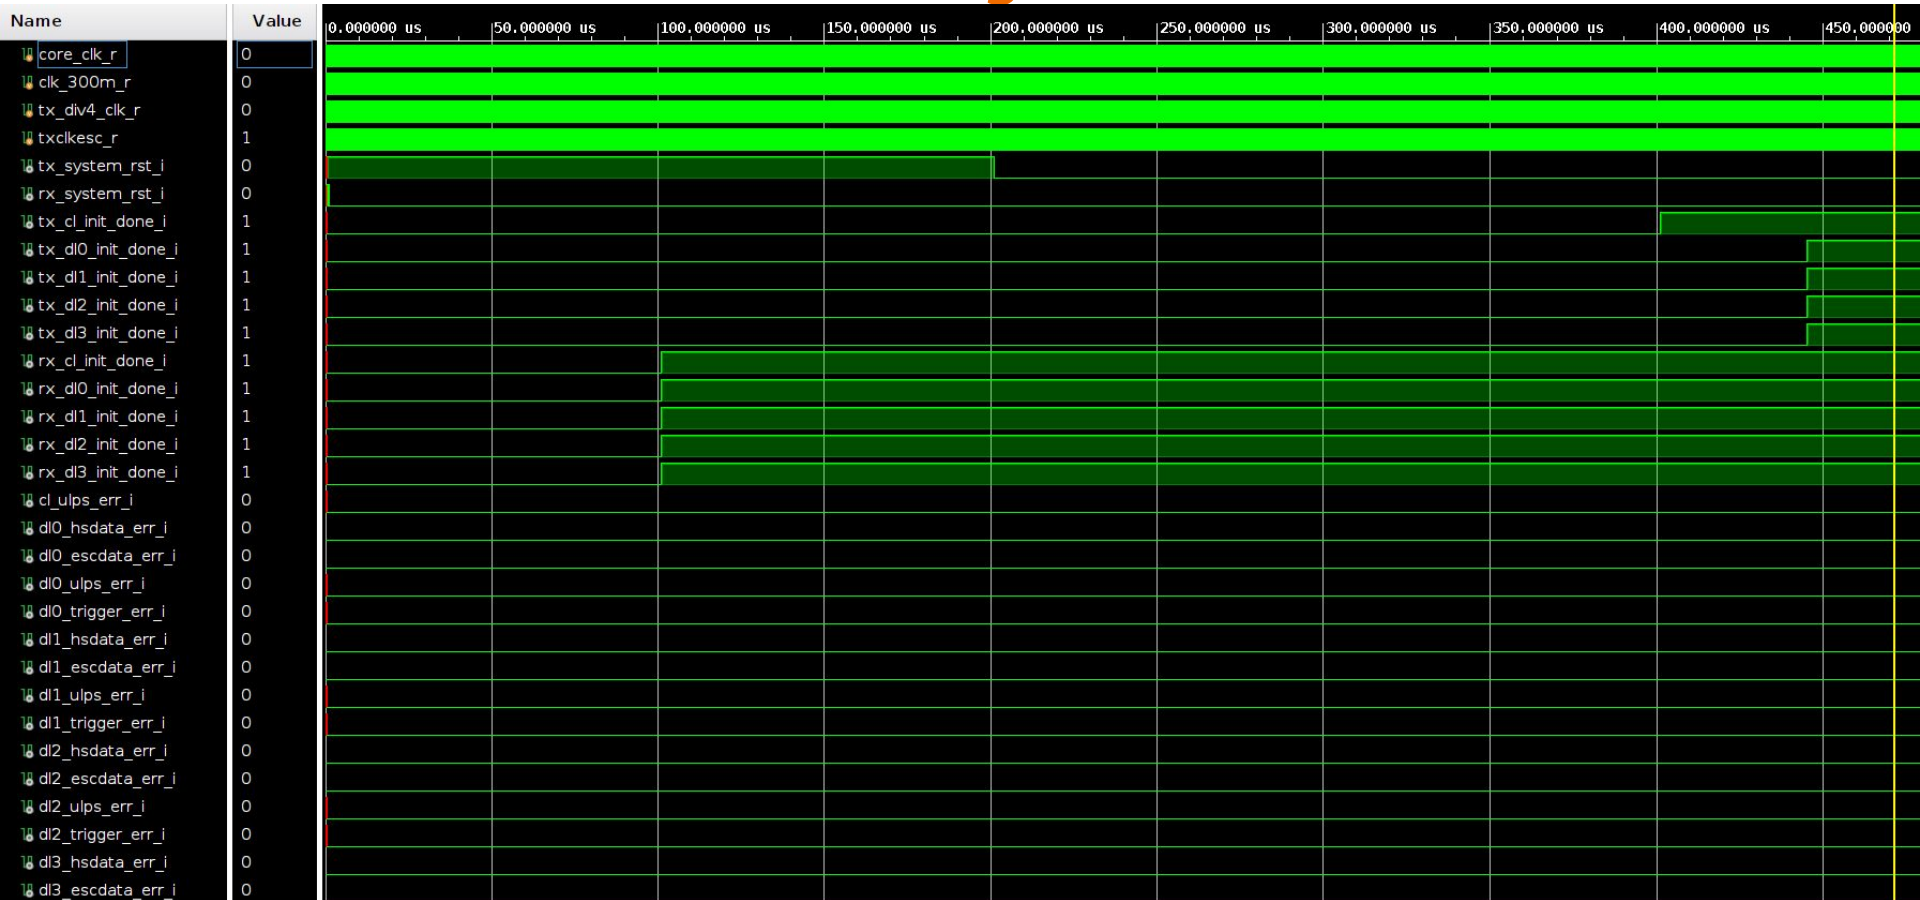 Name Value 0.000000 us 50.000000 us 100.000000 us 150.000000 us 200.000000 us 250.000000 us 300.000000 us 350.000000 us 400.000000 us 450.000000
core_clk_r 0
clk_300m_r 0
tx_div4_clk_r 0
txclkesc_r 1
tx_system_rst_i 0
rx_system_rst_i 0
tx_cl_init_done_i 1
tx_dl0_init_done_i 1
tx_dl1_init_done_i 1
tx_dl2_init_done_i 1
tx_dl3_init_done_i 1
rx_cl_init_done_i 1
rx_dl0_init_done_i 1
rx_dl1_init_done_i 1
rx_dl2_init_done_i 1
rx_dl3_init_done_i 1
cl_ulps_err_i 0
dl0_hsdata_err_i 0
dl0_escdata_err_i 0
dl0_ulps_err_i 0
dl0_trigger_err_i 0
dl1_hsdata_err_i 0
dl1_escdata_err_i 0
dl1_ulps_err_i 0
dl1_trigger_err_i 0
dl2_hsdata_err_i 0
dl2_escdata_err_i 0
dl2_ulps_err_i 0
dl2_trigger_err_i 0
dl3_hsdata_err_i 0
dl3_escdata_err_i 0